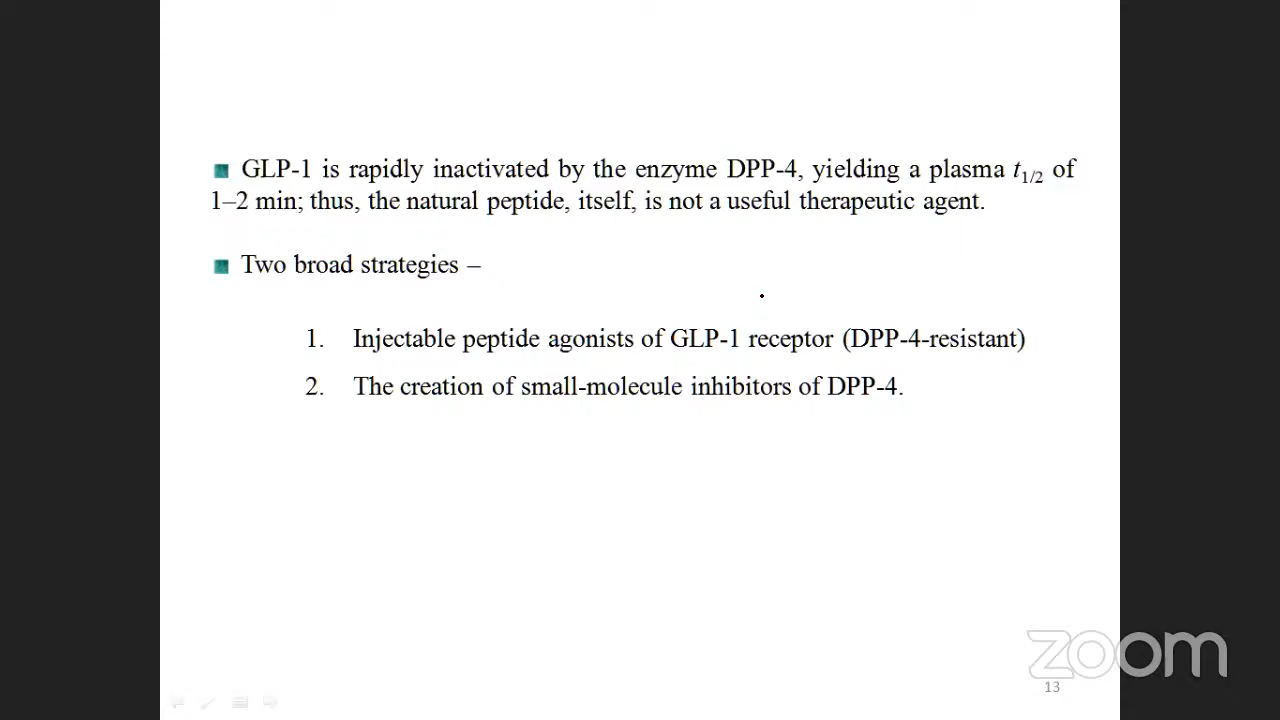 GLP-1 is rapidly inactivated by the enzyme DPP-4, yielding a plasma t1/2 of
1–2 min; thus, the natural peptide, itself, is not a useful therapeutic agent.
Two broad strategies –
1. Injectable peptide agonists of GLP-1 receptor (DPP-4-resistant)
2. The creation of small-molecule inhibitors of DPP-4.
zoom
13